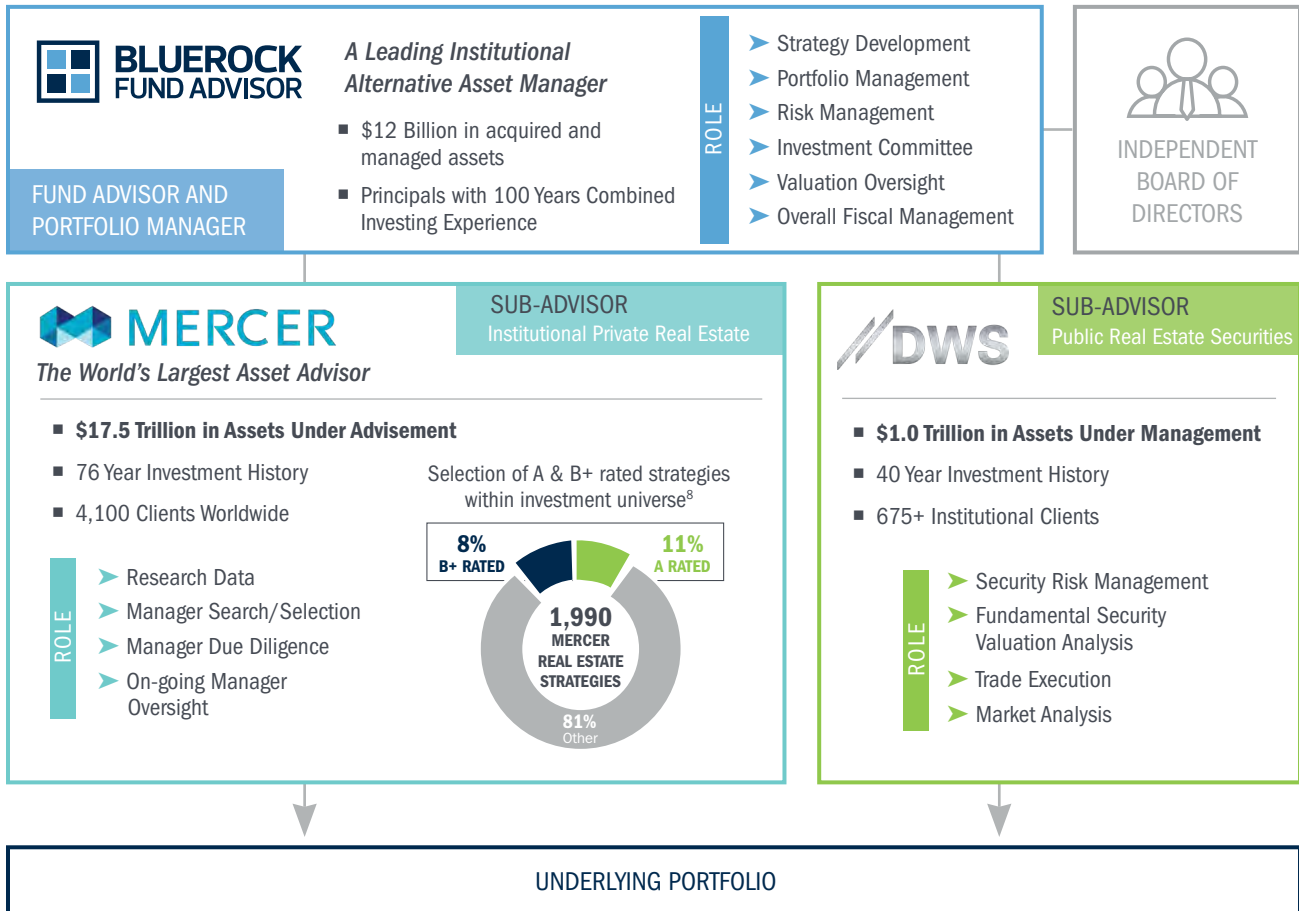 BLUEROCK
FUND ADVISOR
A Leading Institutional
Alternative Asset Manager
■ $12 Billion in acquired and
managed assets
■ Principals with 100 Years Combined
Investing Experience
FUND ADVISOR AND
PORTFOLIO MANAGER
ROLE
➤ Strategy Development
➤ Portfolio Management
➤ Risk Management
➤ Investment Committee
➤ Valuation Oversight
➤ Overall Fiscal Management
INDEPENDENT
BOARD OF
DIRECTORS
MERCER
The World's Largest Asset Advisor
SUB-ADVISOR
Institutional Private Real Estate
■ $17.5 Trillion in Assets Under Advisement
■ 76 Year Investment History
■ 4,100 Clients Worldwide
ROLE
➤ Research Data
➤ Manager Search/Selection
➤ Manager Due Diligence
➤ On-going Manager
Oversight
Selection of A & B+ rated strategies
within investment universe8
8%
B+ RATED
11%
A RATED
1,990
MERCER
REAL ESTATE
STRATEGIES
81%
Other
DWS
SUB-ADVISOR
Public Real Estate Securities
■ $1.0 Trillion in Assets Under Management
■ 40 Year Investment History
■ 675+ Institutional Clients
ROLE
➤ Security Risk Management
➤ Fundamental Security
Valuation Analysis
➤ Trade Execution
➤ Market Analysis
UNDERLYING PORTFOLIO